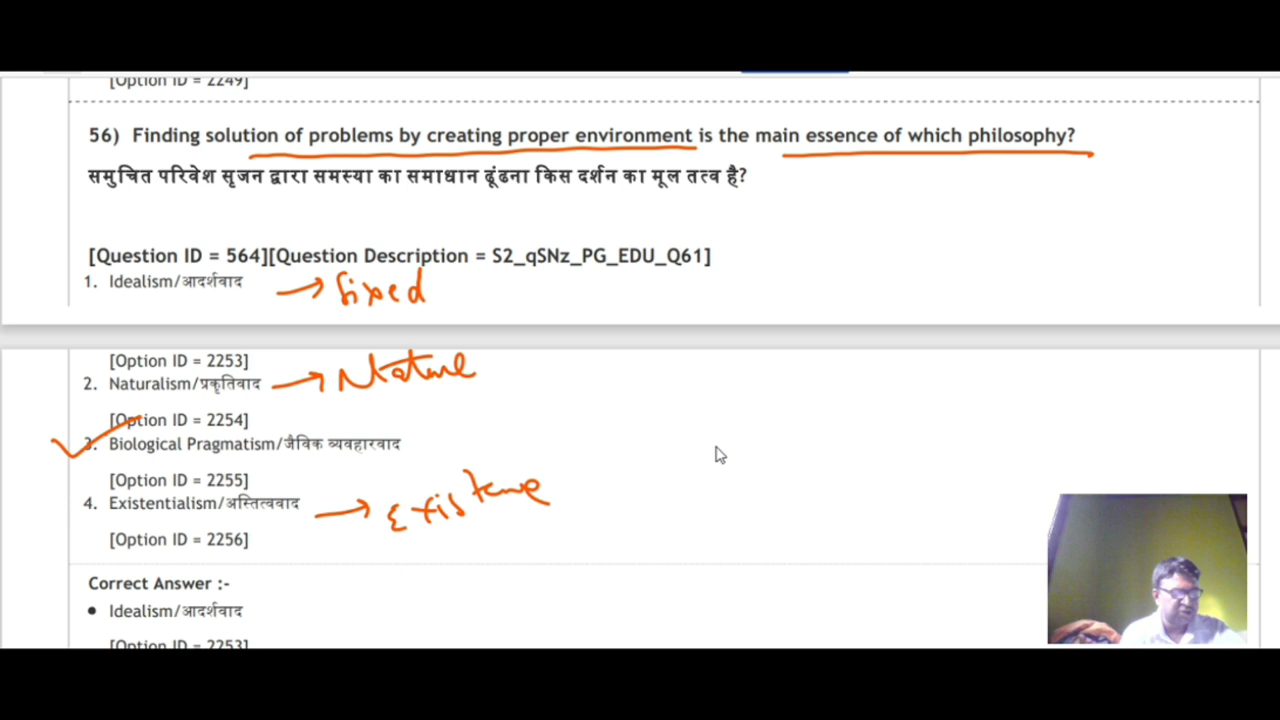 [Option ID = 2249]
56) Finding solution of problems by creating proper environment is the main essence of which philosophy?
समुचित परिवेश सृजन द्वारा समस्या का समाधान ढूंढना किस दर्शन का मूल तत्व है?
[Question ID = 564][Question Description = S2_qSNz_PG_EDU_Q61]
1. Idealism/आदर्शवाद → fixed
[Option ID = 2253]
2. Naturalism/प्रकृतिवाद → Nature
[Option ID = 2254]
3. Biological Pragmatism/जैविक व्यवहारवाद
[Option ID = 2255]
4. Existentialism/अस्तित्ववाद → Existence
[Option ID = 2256]
Correct Answer :-
• Idealism/आदर्शवाद
[Option ID = 2253]